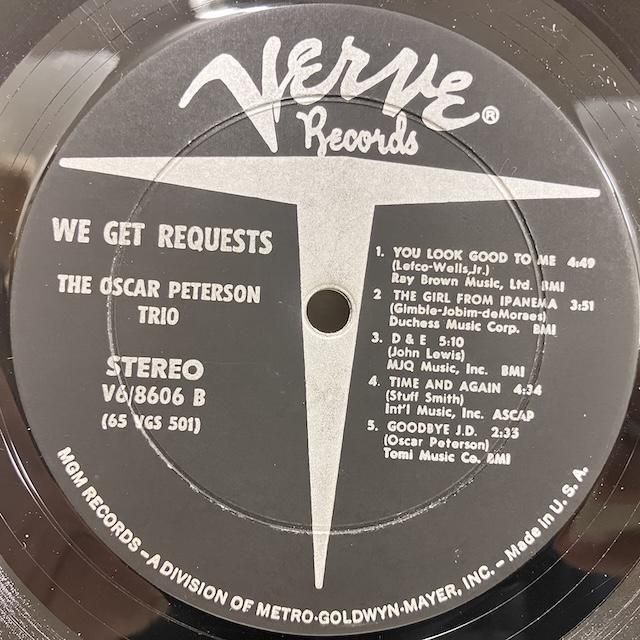 Verve®
Records
WE GET REQUESTS
THE OSCAR PETERSON
TRIO
STEREO
V6/8606 B
(65 VGS 501)
1. YOU LOOK GOOD TO ME 4:49
(Lefco-Wells,Jr.)
Ray Brown Music, Ltd. BMI
2 THE GIRL FROM IPANEMA 3:51
(Gimble-Jobim-deMoraes)
Duchess Music Corp. BMI
3. D & E 5:10
(John Lewis)
MJQ Music, Inc. BMI
4. TIME AND AGAIN 4:34
(Stuff Smith)
Int'l Music, Inc. ASCAP
5. GOODBYE J.D. 2:33
(Oscar Peterson)
Tomi Music Co. BMI
MGM RECORDS – A DIVISION OF METRO-GOLDWYN-MAYER, INC. – Made in U. S. A.